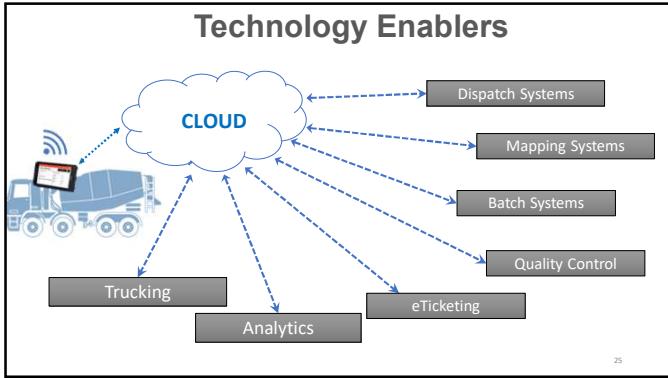 Technology Enablers
CLOUD
Dispatch Systems
Mapping Systems
Batch Systems
Quality Control
eTicketing
Trucking
Analytics
25